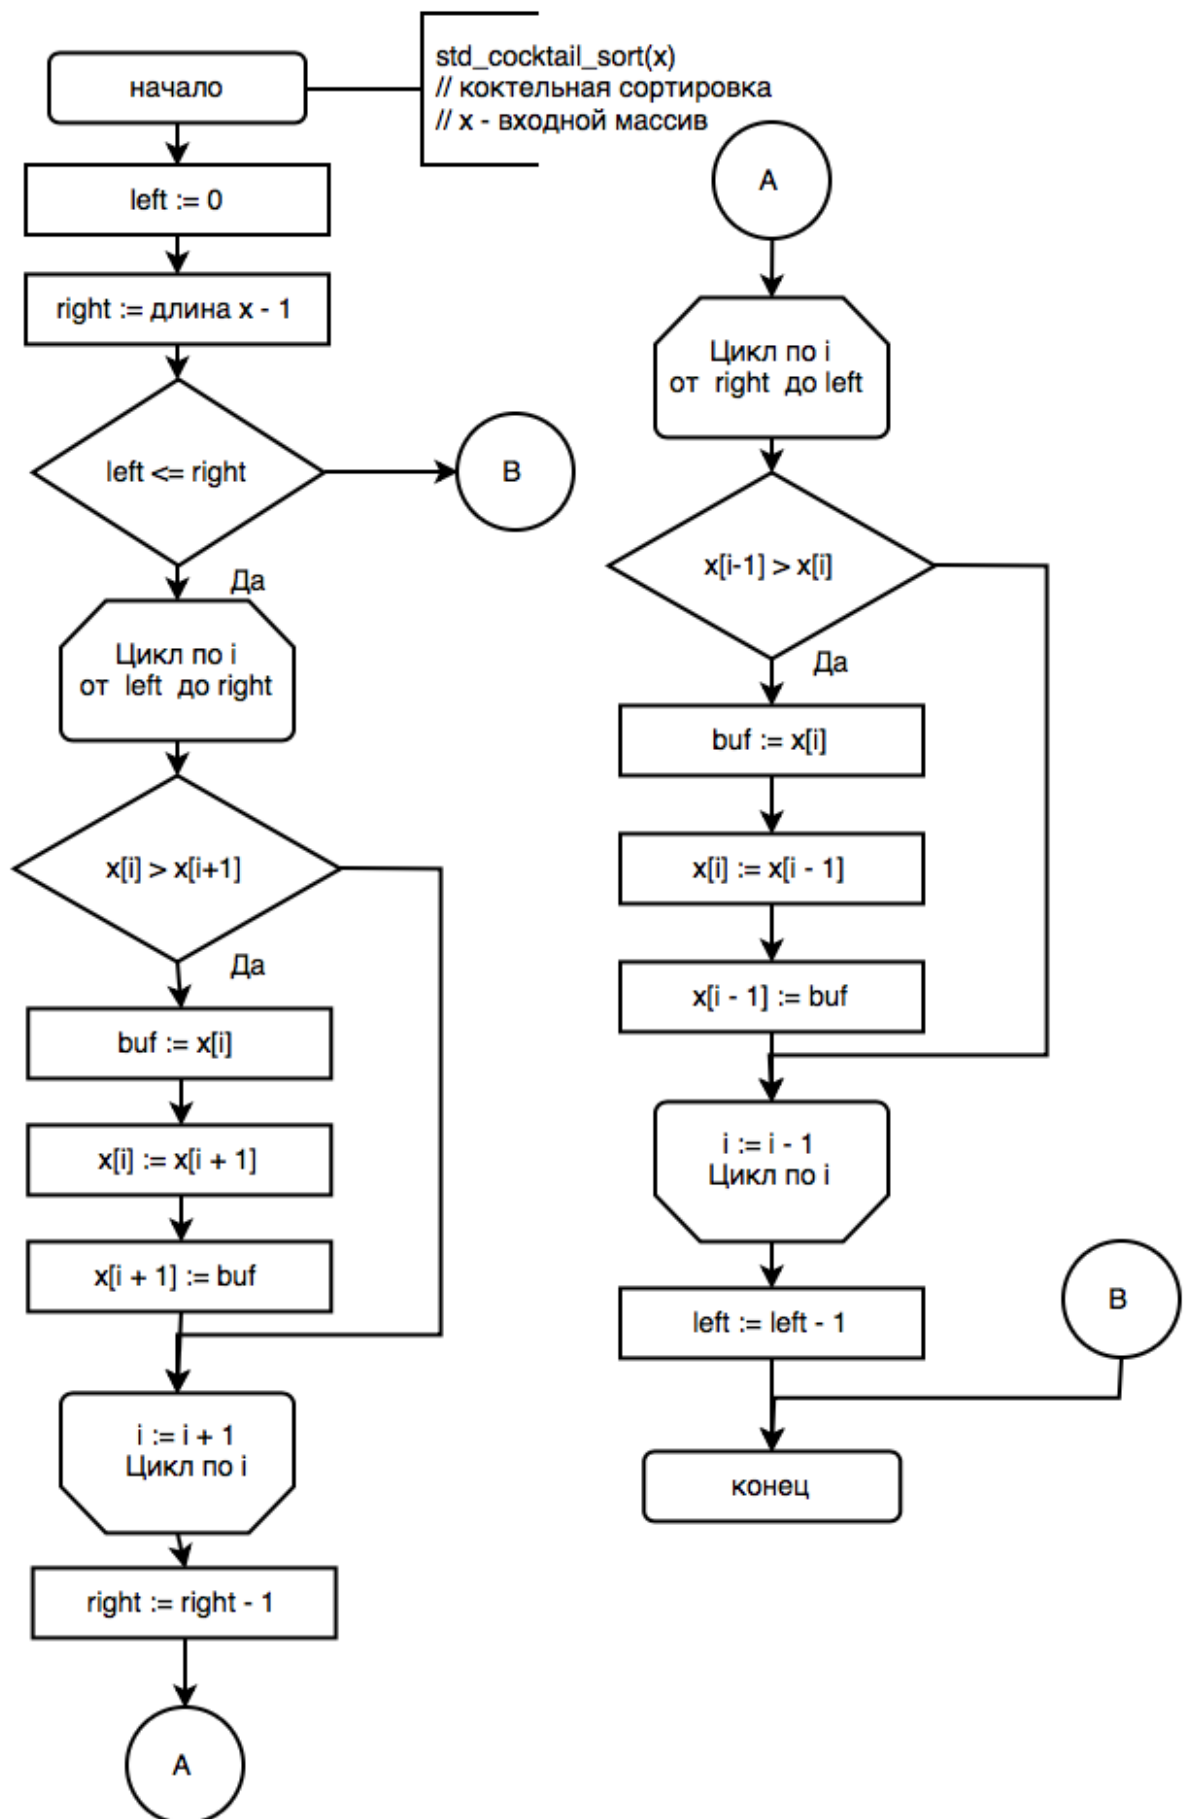 начало
std_cocktail_sort(x)
// коктельная сортировка
// x - входной массив
left := 0
right := длина x - 1
left <= right
B
Да
Цикл по i
от left до right
x[i] > x[i+1]
Да
buf := x[i]
x[i] := x[i + 1]
x[i + 1] := buf
i := i + 1
Цикл по i
right := right - 1
A
A
Цикл по i
от right до left
x[i-1] > x[i]
Да
buf := x[i]
x[i] := x[i - 1]
x[i - 1] := buf
i := i - 1
Цикл по i
left := left - 1
B
конец